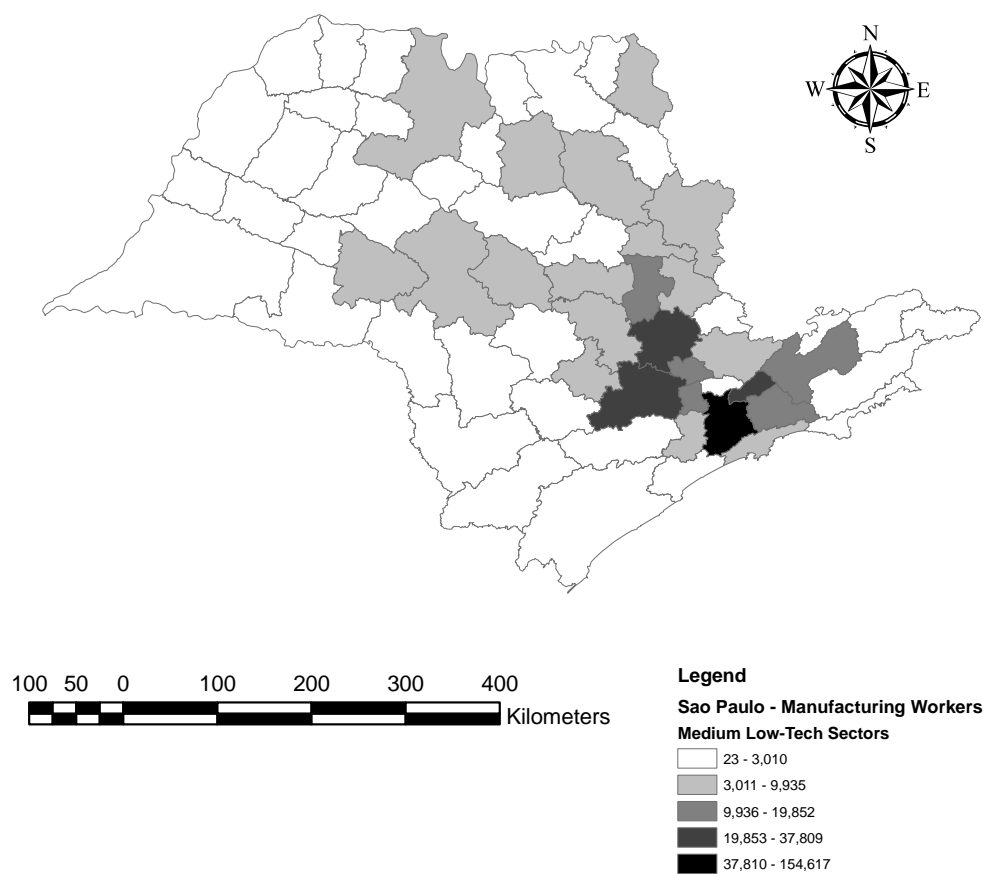 N
W E
S
100 50 0 100 200 300 400
Kilometers
Legend
Sao Paulo - Manufacturing Workers
Medium Low-Tech Sectors
23 - 3,010
3,011 - 9,935
9,936 - 19,852
19,853 - 37,809
37,810 - 154,617